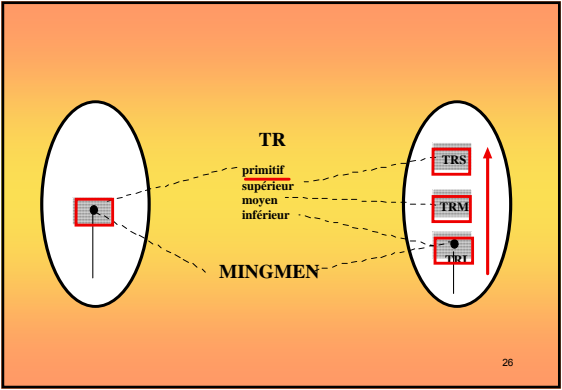 TR
primitif
supérieur
moyen
inférieur
MINGMEN
TRS
TRM
TRI
26